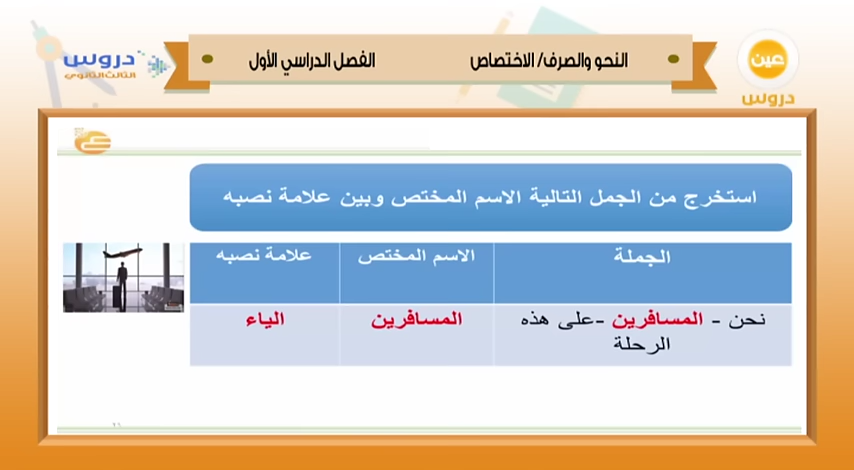 عين
دروس
النحو والصرف/ الاختصاص
الفصل الدراسي الأول
دروس
الثالث الثانوي
استخرج من الجمل التالية الاسم المختص وبين علامة نصبه
الجملة
الاسم المختص
علامة نصبه
نحن - المسافرين -على هذه
الرحلة
المسافرين
الياء